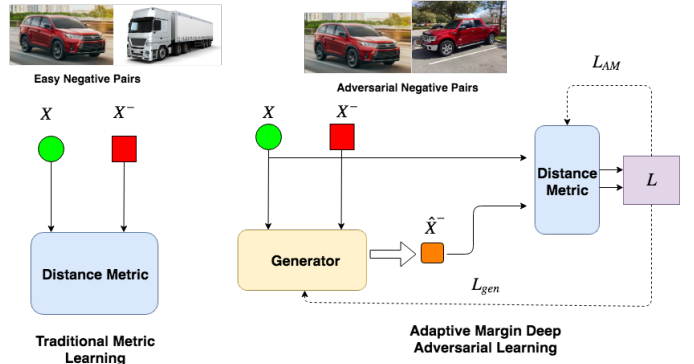 Easy Negative Pairs
X
X⁻
Distance Metric
Traditional Metric
Learning
Adversarial Negative Pairs
X
X⁻
Generator
X̂⁻
Distance
Metric
L
L_AM
L_gen
Adaptive Margin Deep
Adversarial Learning